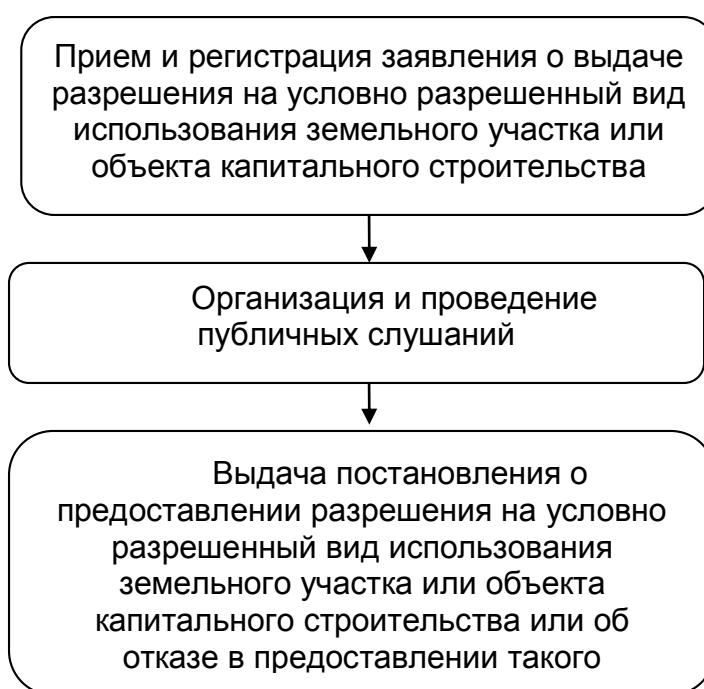 Прием и регистрация заявления о выдаче
разрешения на условно разрешенный вид
использования земельного участка или
объекта капитального строительства
Организация и проведение
публичных слушаний
Выдача постановления о
предоставлении разрешения на условно
разрешенный вид использования
земельного участка или объекта
капитального строительства или об
отказе в предоставлении такого